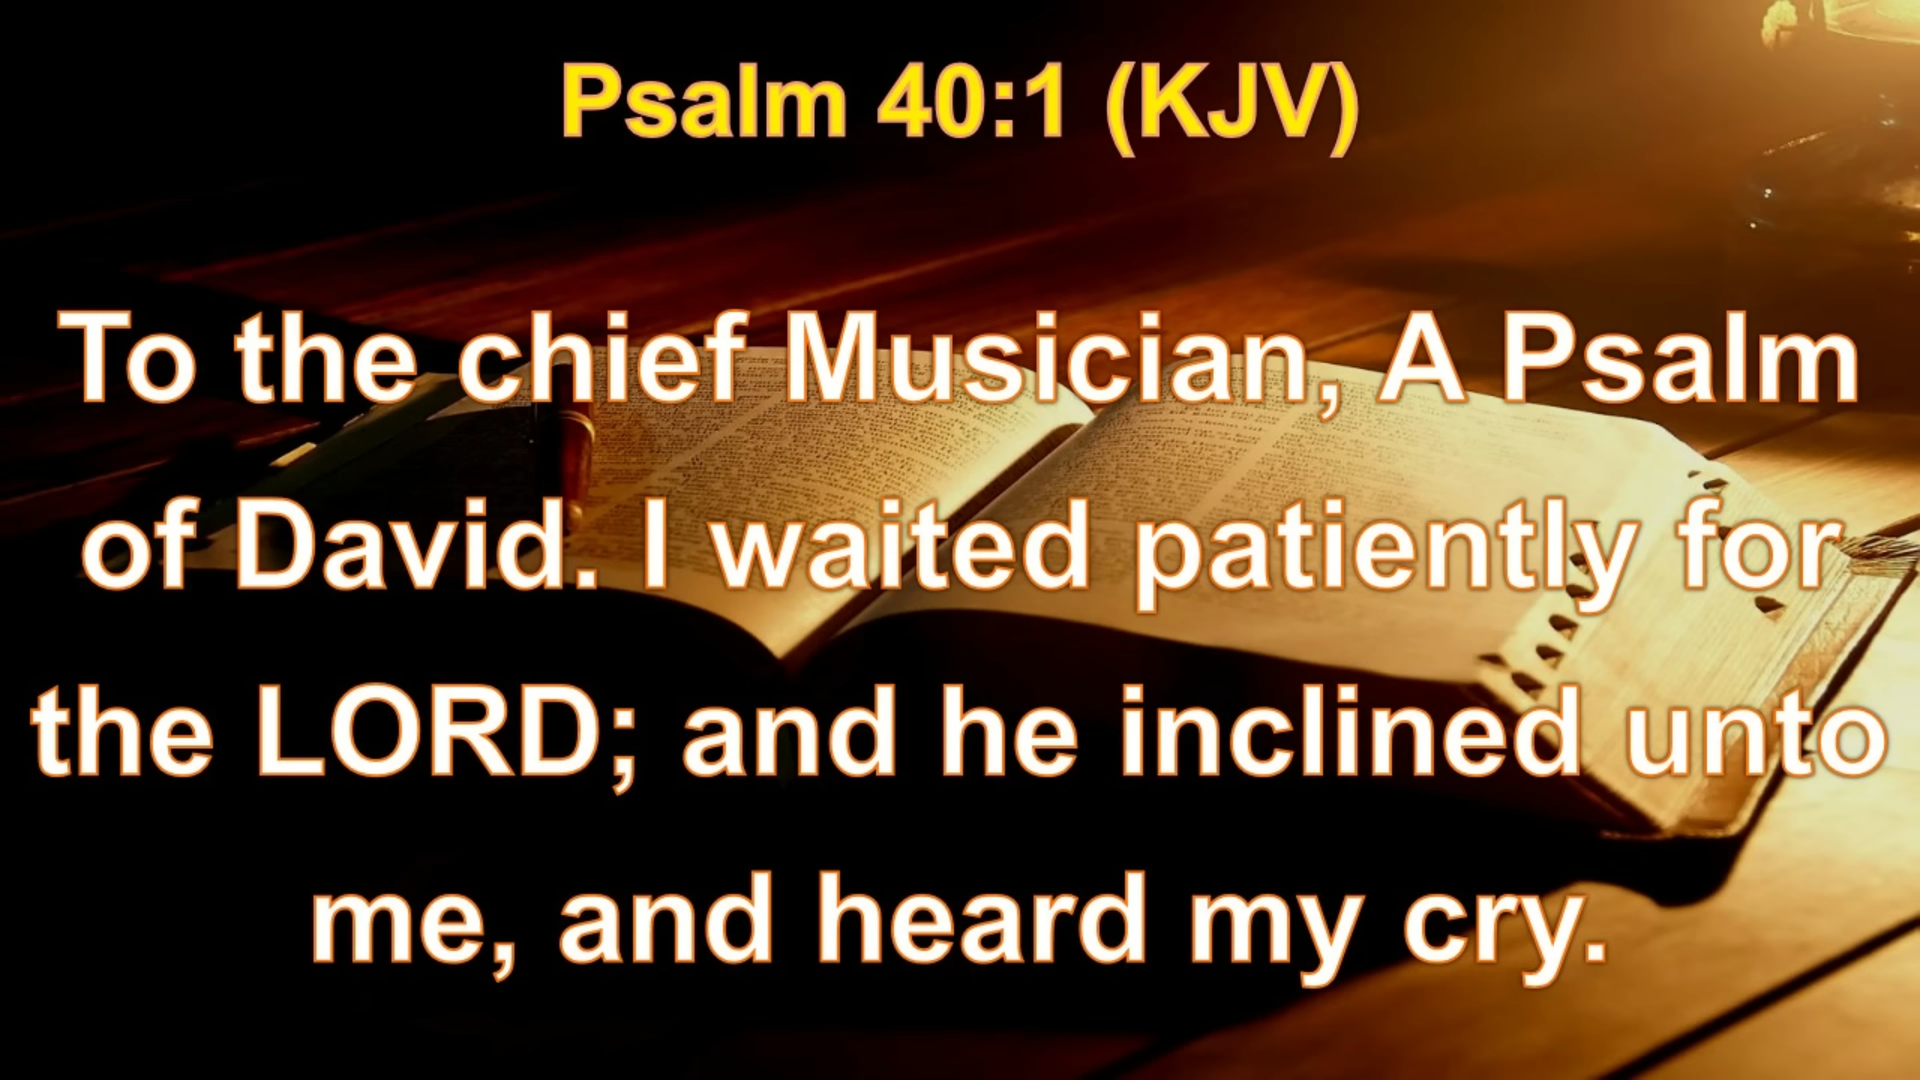 Psalm 40:1 (KJV)
To the chief Musician, A Psalm
of David. I waited patiently for
the LORD; and he inclined unto
me, and heard my cry.